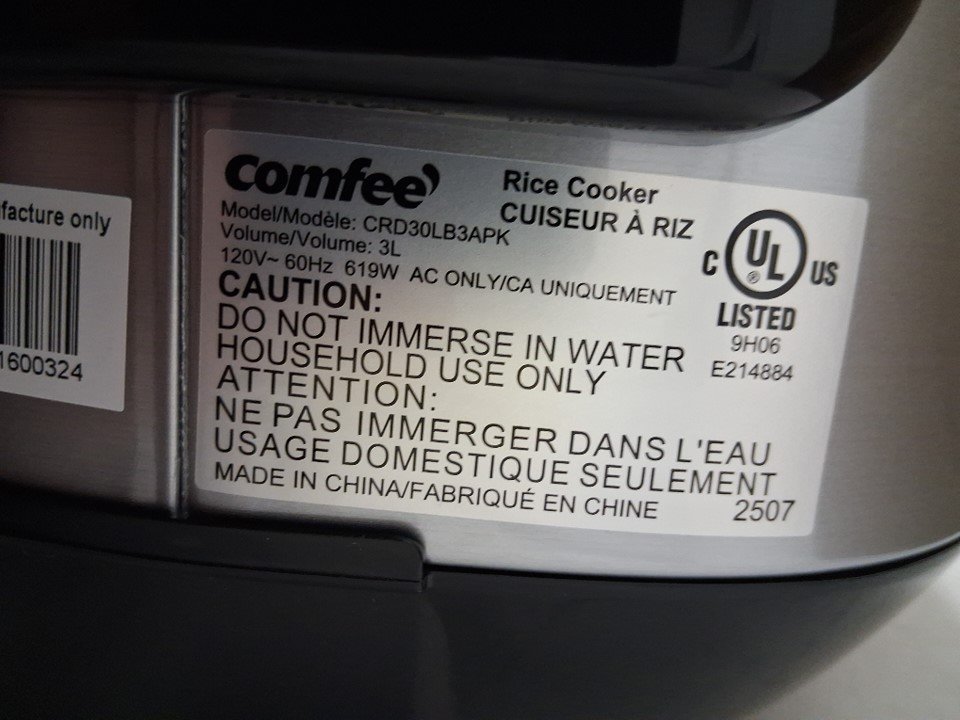 facture only
1600324
comfee
Rice Cooker
CUISEUR À RIZ
Model/Modèle: CRD30LB3APK
Volume/Volume: 3L
120V~ 60Hz 619W AC ONLY/CA UNIQUEMENT
CAUTION:
DO NOT IMMERSE IN WATER
HOUSEHOLD USE ONLY
ATTENTION:
NE PAS IMMERGER DANS L'EAU
USAGE DOMESTIQUE SEULEMENT
MADE IN CHINA/FABRIQUÉ EN CHINE
2507
C UL ® US
LISTED
9H06
E214884